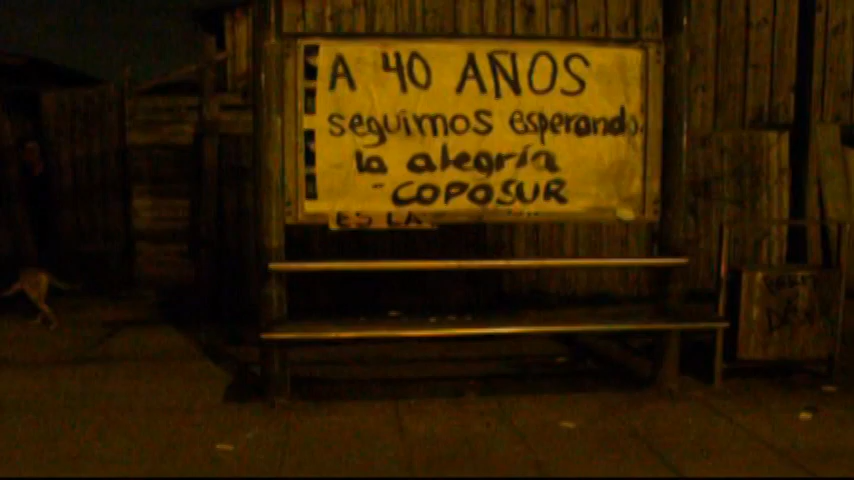 A 40 AÑOS
seguimos esperando
la alegría
-COPOSUR
ES LA